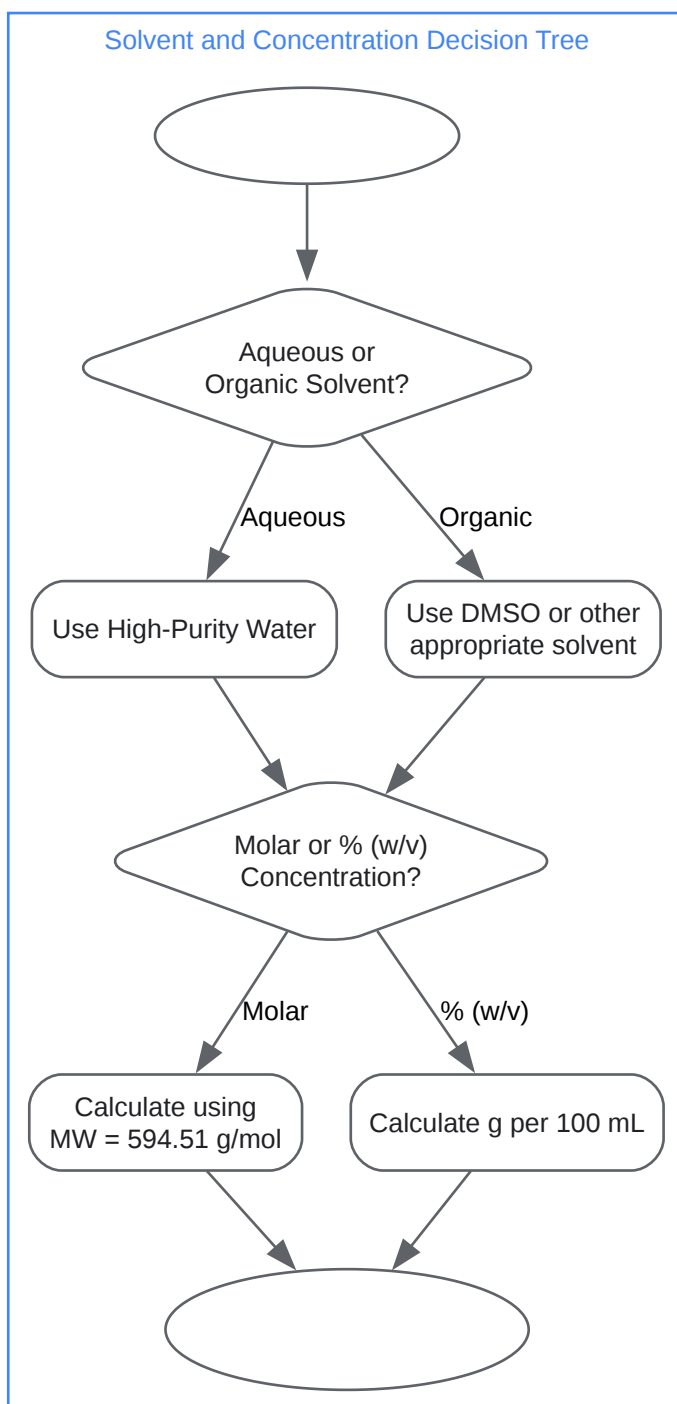 Solvent and Concentration Decision Tree
Aqueous or
Organic Solvent?
Aqueous
Organic
Use High-Purity Water
Use DMSO or other
appropriate solvent
Molar or % (w/v)
Concentration?
Molar
% (w/v)
Calculate using
MW = 594.51 g/mol
Calculate g per 100 mL